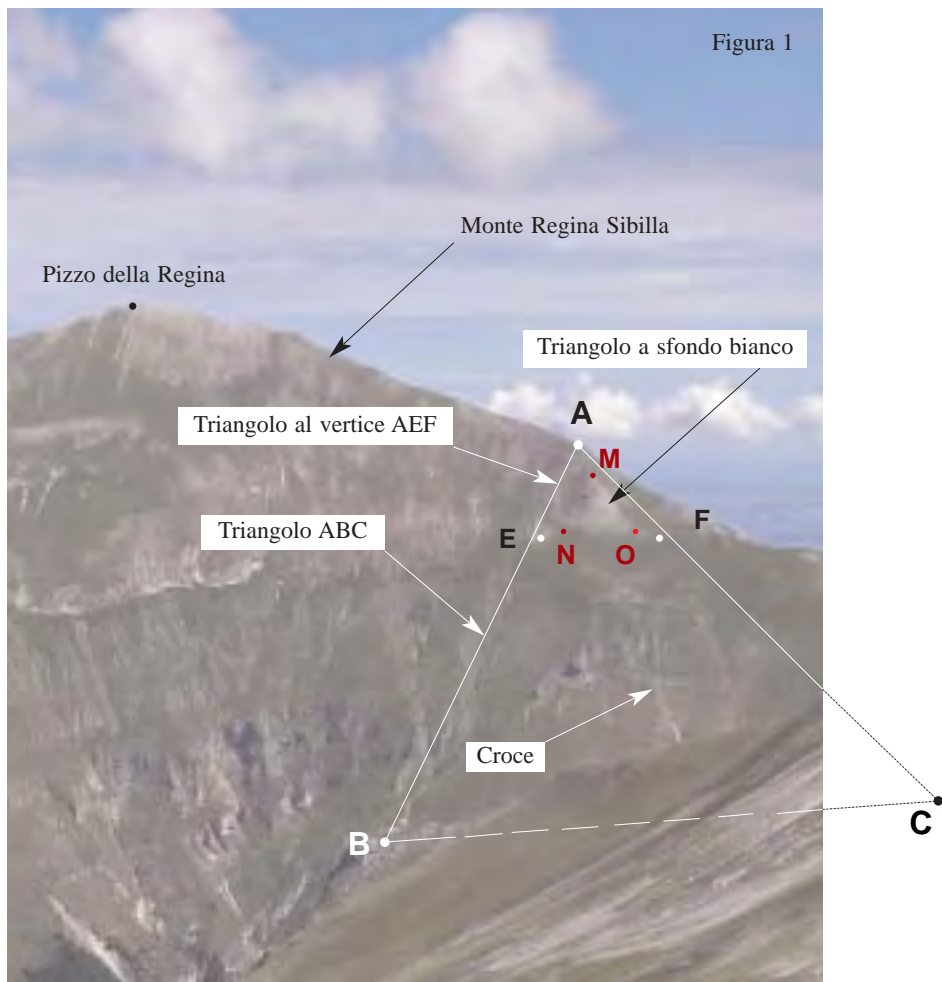 Figura 1
Monte Regina Sibilla
Pizzo della Regina
Triangolo a sfondo bianco
A
Triangolo al vertice AEF
M
F
Triangolo ABC
E
N
O
Croce
B
C